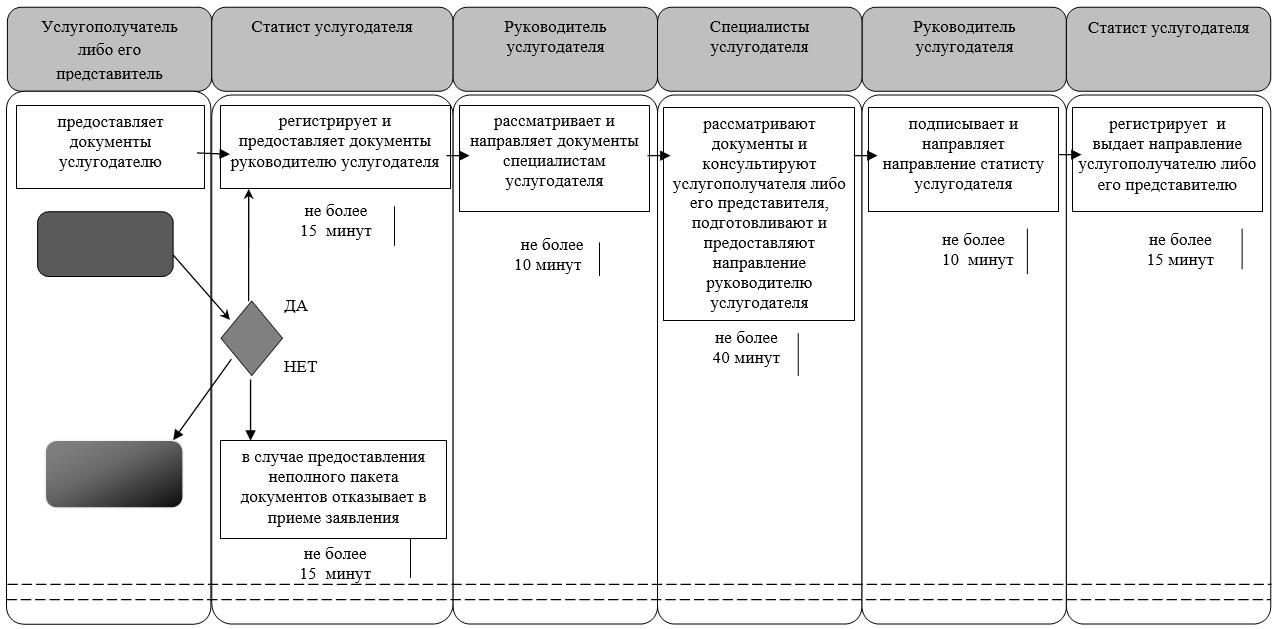 Услугополучатель
либо его
представитель
Статист услугодателя
Руководитель
услугодателя
Специалисты
услугодателя
Руководитель
услугодателя
Статист услугодателя
предоставляет
документы
услугодателю
регистрирует и
предоставляет документы
руководителю услугодателя
не более
15 минут
рассматривает и
направляет документы
специалистам
услугодателя
не более
10 минут
рассматривают
документы и
консультируют
услугополучателя либо
его представителя,
подготовливают и
предоставляют
направление
руководителю
услугодателя
не более
40 минут
подписывает и
направляет
направление статисту
услугодателя
не более
10 минут
регистрирует и
выдает направление
услугополучателю либо
его представителю
не более
15 минут
ДА
НЕТ
в случае предоставления
неполного пакета
документов отказывает в
приеме заявления
не более
15 минут